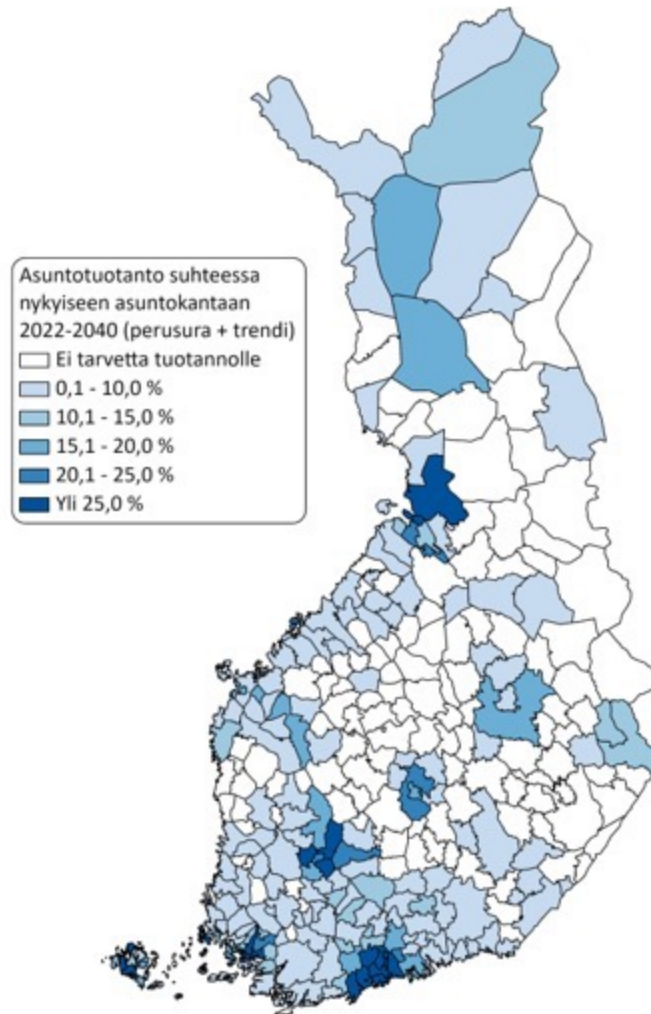 Asuntotuotanto suhteessa
nykyiseen asuntokantaan
2022-2040 (perusura + trendi)
Ei tarvetta tuotannolle
0,1 - 10,0 %
10,1 - 15,0 %
15,1 - 20,0 %
20,1 - 25,0 %
Yli 25,0 %